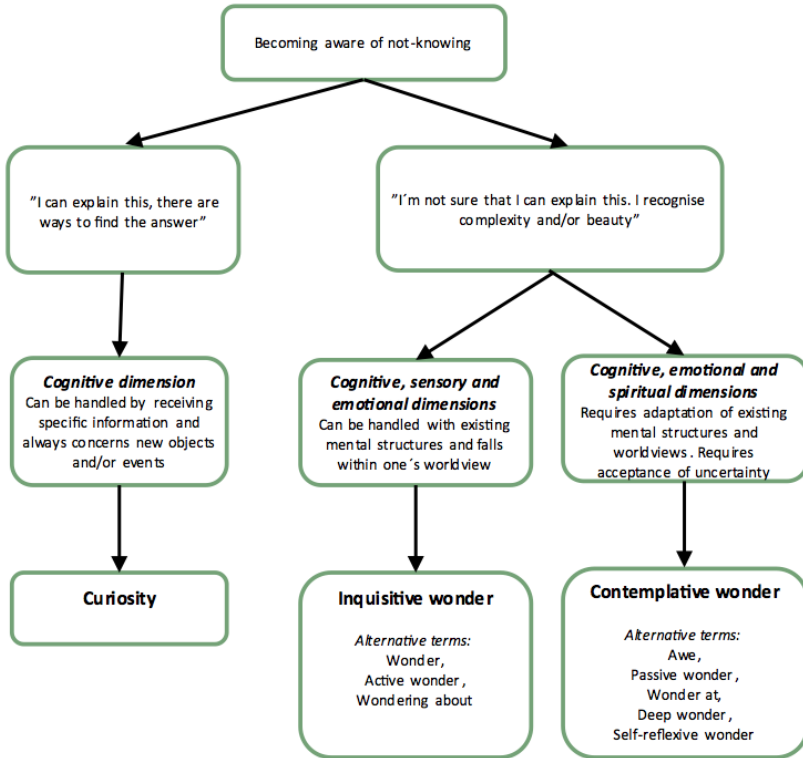 Becoming aware of not-knowing
”I can explain this, there are
ways to find the answer”
”I´m not sure that I can explain this. I recognise
complexity and/or beauty”
Cognitive dimension
Can be handled by receiving
specific information and
always concerns new objects
and/or events
Cognitive, sensory and
emotional dimensions
Can be handled with existing
mental structures and falls
within one´s worldview
Cognitive, emotional and
spiritual dimensions
Requires adaptation of existing
mental structures and
worldviews. Requires
acceptance of uncertainty
Curiosity
Inquisitive wonder
Alternative terms:
Wonder,
Active wonder,
Wondering about
Contemplative wonder
Alternative terms:
Awe,
Passive wonder,
Wonder at,
Deep wonder,
Self-reflexive wonder